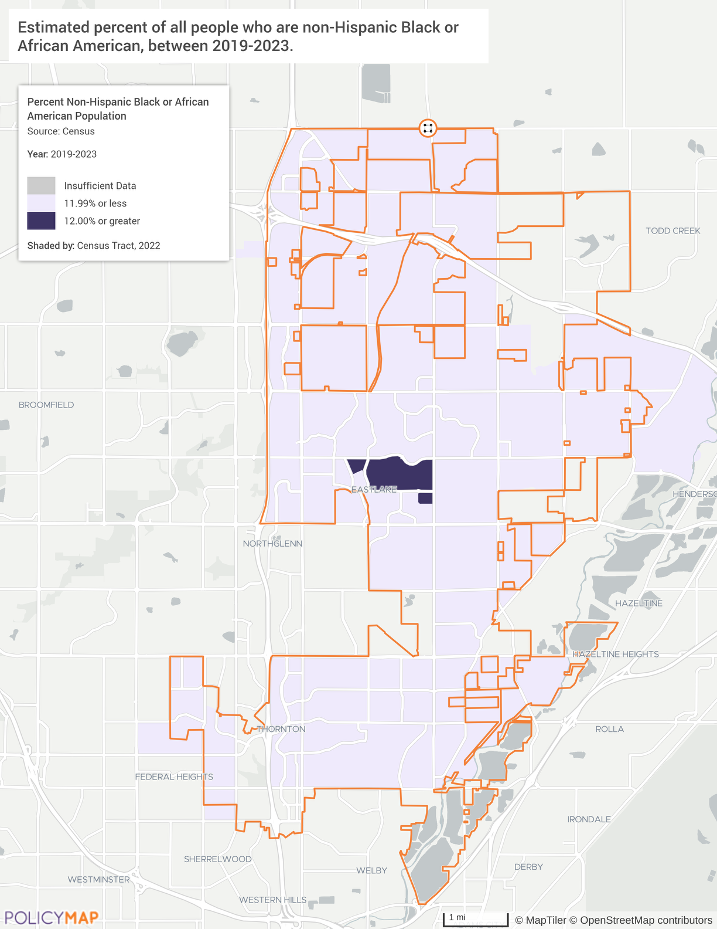 Estimated percent of all people who are non-Hispanic Black or
African American, between 2019-2023.
Percent Non-Hispanic Black or African
American Population
Source: Census
Year: 2019-2023
Insufficient Data
11.99% or less
12.00% or greater
Shaded by: Census Tract, 2022
TODD CREEK
BROOMFIELD
EASTLAKE
HENDERSO
NORTHGLENN
HAZELTINE
HAZELTINE HEIGHTS
THORNTON
ROLLA
FEDERAL HEIGHTS
IRONDALE
SHERRELWOOD
WELBY
DERBY
WESTMINSTER
WESTERN HILLS
POLICYMAP
1 mi
© MapTiler © OpenStreetMap contributors